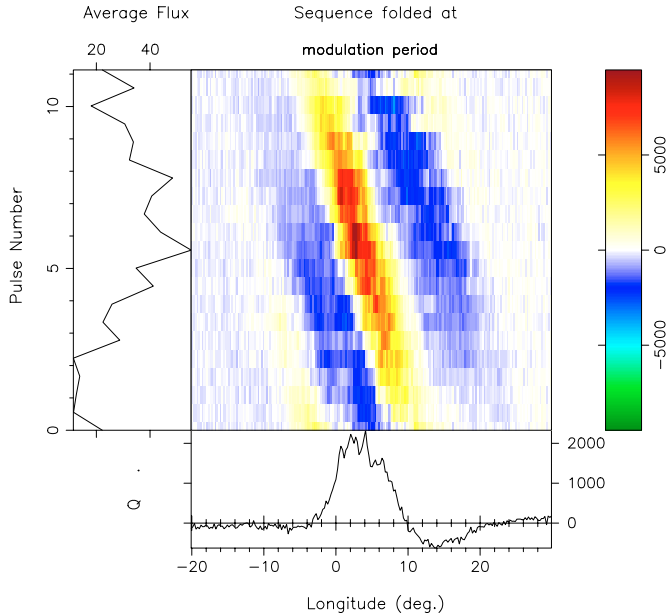 Average Flux
Sequence folded at
20 40
modulation period
Pulse Number
10
5
0
5000
0
−5000
Q
2000
1000
0
−20 −10 0 10 20
Longitude (deg.)